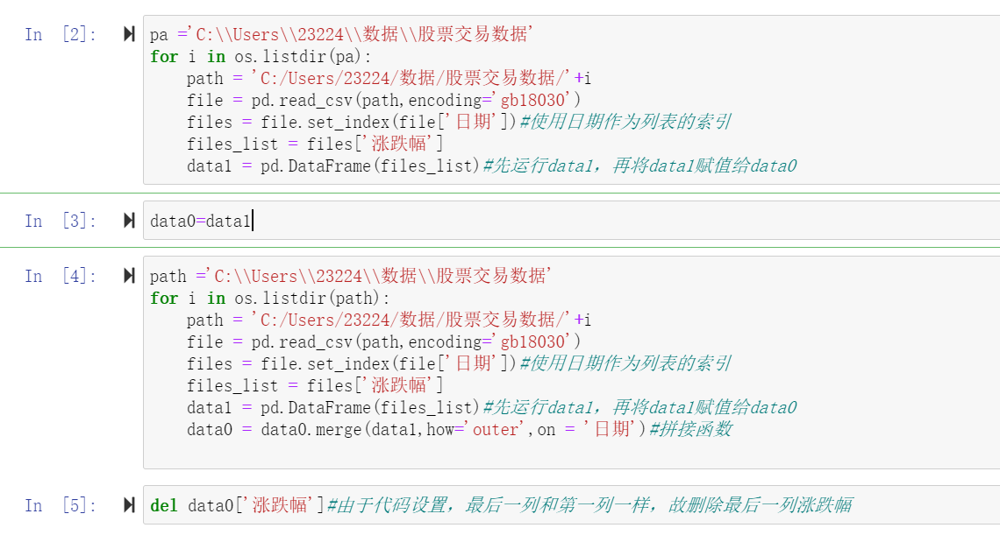 In [2]:
pa ='C:\\Users\\23224\\数据\\股票交易数据'
for i in os.listdir(pa):
    path = 'C:/Users/23224/数据/股票交易数据/'+i
    file = pd.read_csv(path,encoding='gb18030')
    files = file.set_index(file['日期'])#使用日期作为列表的索引
    files_list = files['涨跌幅']
    data1 = pd.DataFrame(files_list)#先运行data1，再将data1赋值给data0
In [3]:
data0=data1
In [4]:
path ='C:\\Users\\23224\\数据\\股票交易数据'
for i in os.listdir(path):
    path = 'C:/Users/23224/数据/股票交易数据/'+i
    file = pd.read_csv(path,encoding='gb18030')
    files = file.set_index(file['日期'])#使用日期作为列表的索引
    files_list = files['涨跌幅']
    data1 = pd.DataFrame(files_list)#先运行data1，再将data1赋值给data0
    data0 = data0.merge(data1,how='outer',on = '日期')#拼接函数
In [5]:
del data0['涨跌幅']#由于代码设置，最后一列和第一列一样，故删除最后一列涨跌幅